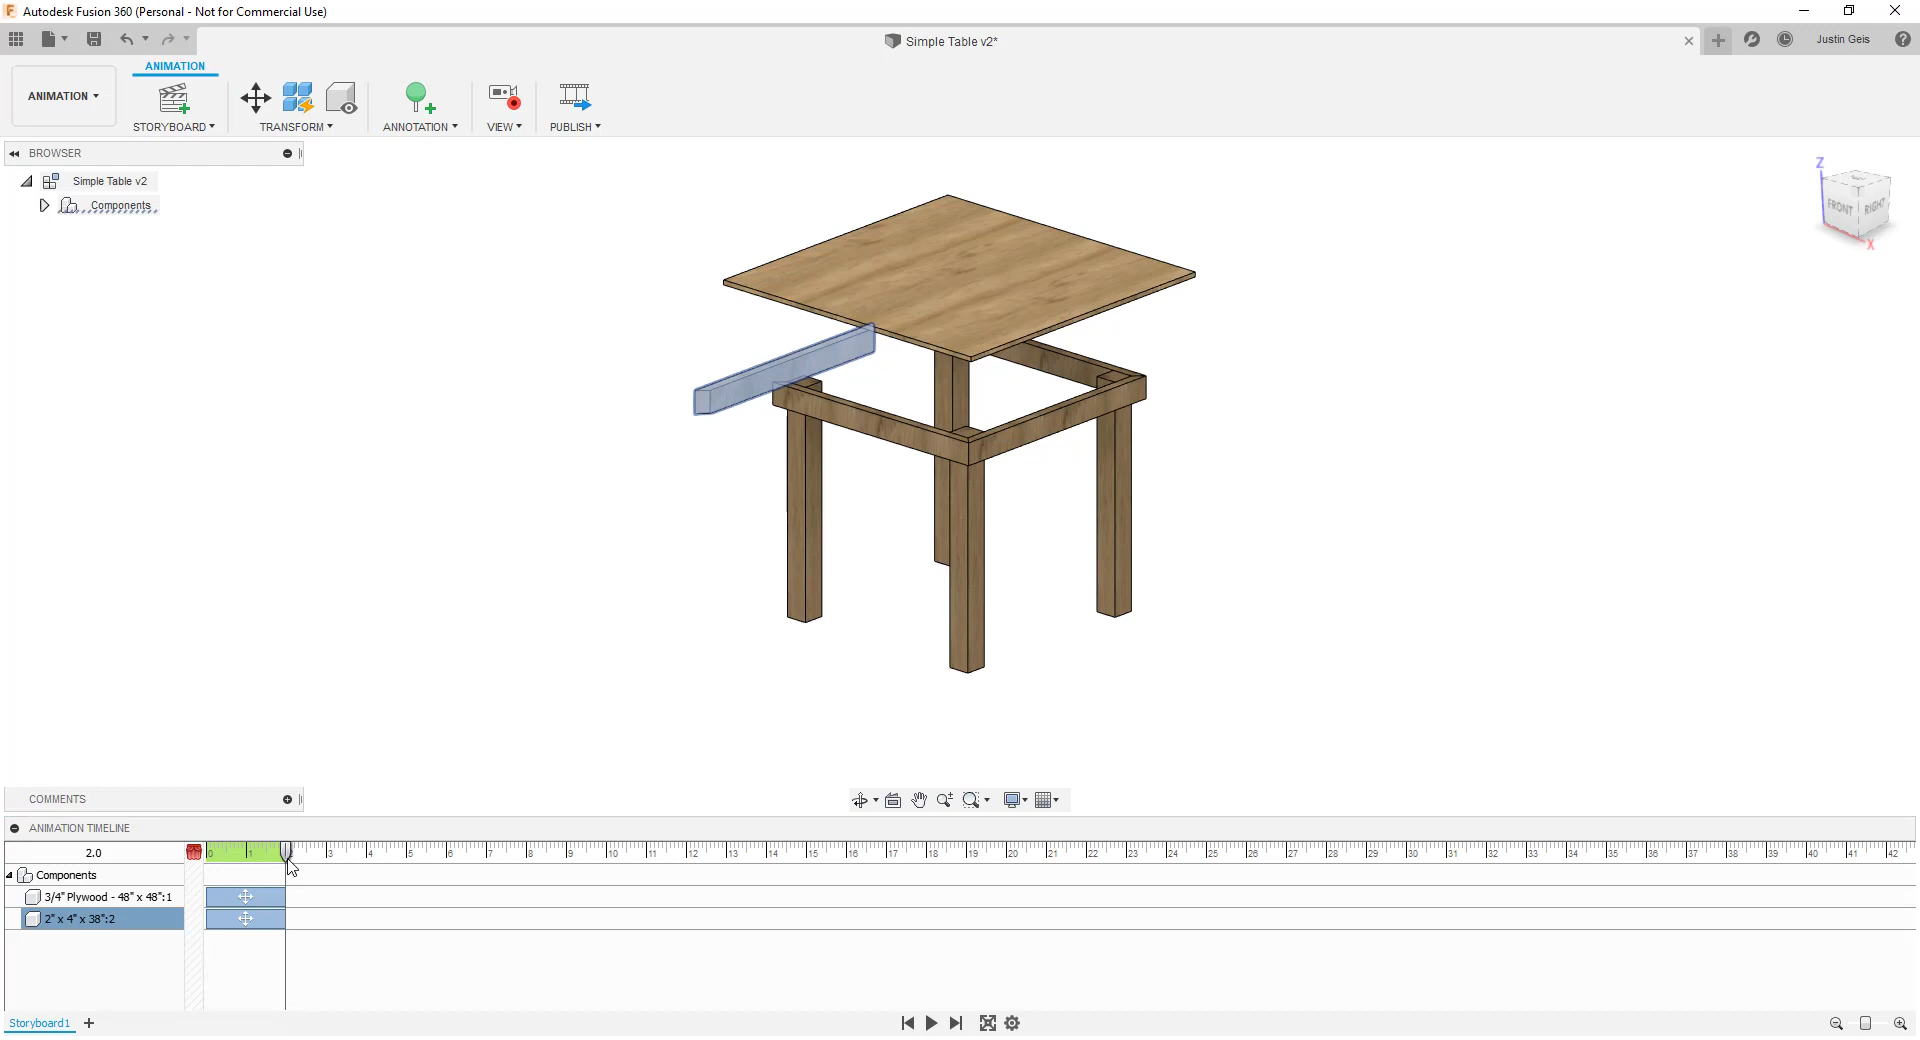 Autodesk Fusion 360 (Personal - Not for Commercial Use)
Simple Table v2*
Justin Geis
ANIMATION
ANIMATION
STORYBOARD
TRANSFORM
ANNOTATION
VIEW
PUBLISH
BROWSER
Simple Table v2
Components
Z
FRONT
RIGHT
X
COMMENTS
ANIMATION TIMELINE
2.0
0 1 3 4 5 6 7 8 9 10 11 12 13 14 15 16 17 18 19 20 21 22 23 24 25 26 27 28 29 30 31 32 33 34 35 36 37 38 39 40 41 42
Components
3/4" Plywood - 48" x 48":1
2" x 4" x 38":2
Storyboard1